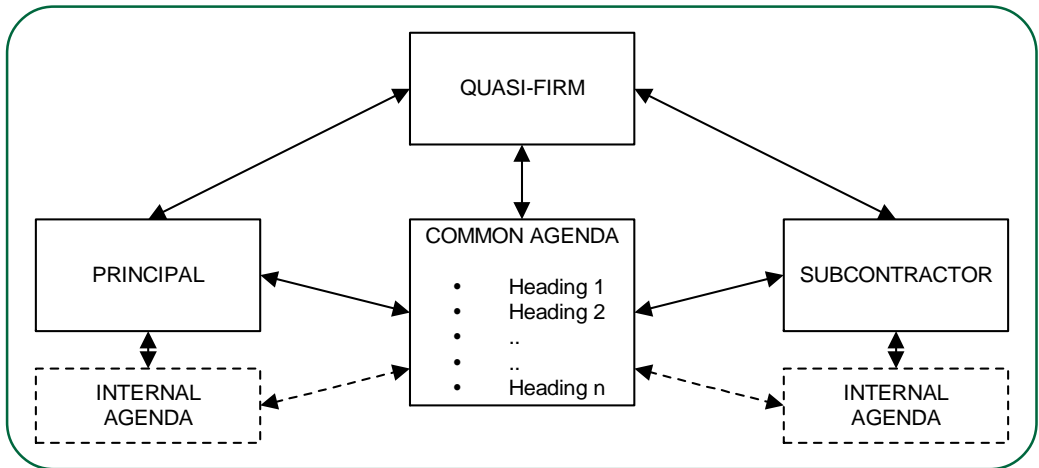 QUASI-FIRM
PRINCIPAL
COMMON AGENDA
• Heading 1
• Heading 2
• ..
• ..
• Heading n
SUBCONTRACTOR
INTERNAL
AGENDA
INTERNAL
AGENDA